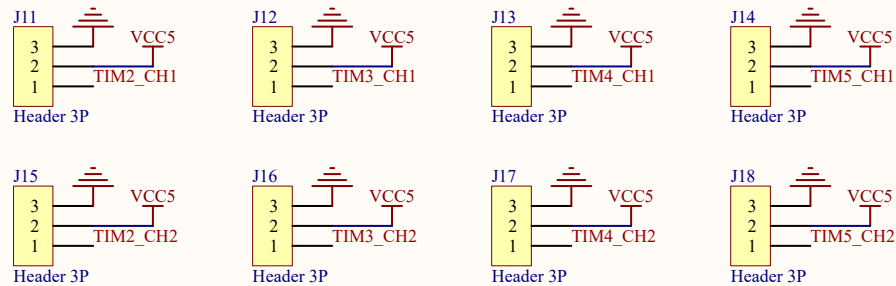 J11 J12 J13 J14
VCC5 VCC5 VCC5 VCC5
3 3 3 3
2 2 2 2
TIM2_CH1 TIM3_CH1 TIM4_CH1 TIM5_CH1
1 1 1 1
Header 3P Header 3P Header 3P Header 3P
J15 J16 J17 J18
VCC5 VCC5 VCC5 VCC5
3 3 3 3
2 2 2 2
TIM2_CH2 TIM3_CH2 TIM4_CH2 TIM5_CH2
1 1 1 1
Header 3P Header 3P Header 3P Header 3P